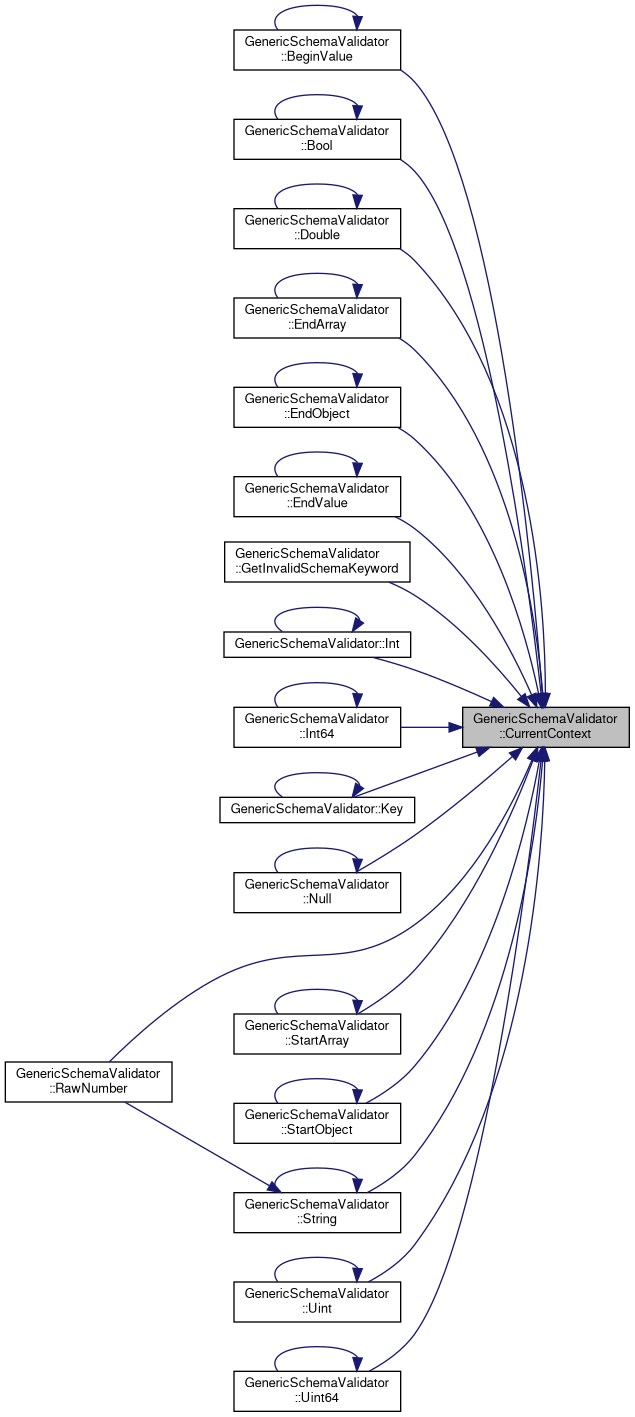 GenericSchemaValidator
::BeginValue
GenericSchemaValidator
::Bool
GenericSchemaValidator
::Double
GenericSchemaValidator
::EndArray
GenericSchemaValidator
::EndObject
GenericSchemaValidator
::EndValue
GenericSchemaValidator
::GetInvalidSchemaKeyword
GenericSchemaValidator::Int
GenericSchemaValidator
::Int64
GenericSchemaValidator
::CurrentContext
GenericSchemaValidator::Key
GenericSchemaValidator
::Null
GenericSchemaValidator
::StartArray
GenericSchemaValidator
::RawNumber
GenericSchemaValidator
::StartObject
GenericSchemaValidator
::String
GenericSchemaValidator
::Uint
GenericSchemaValidator
::Uint64